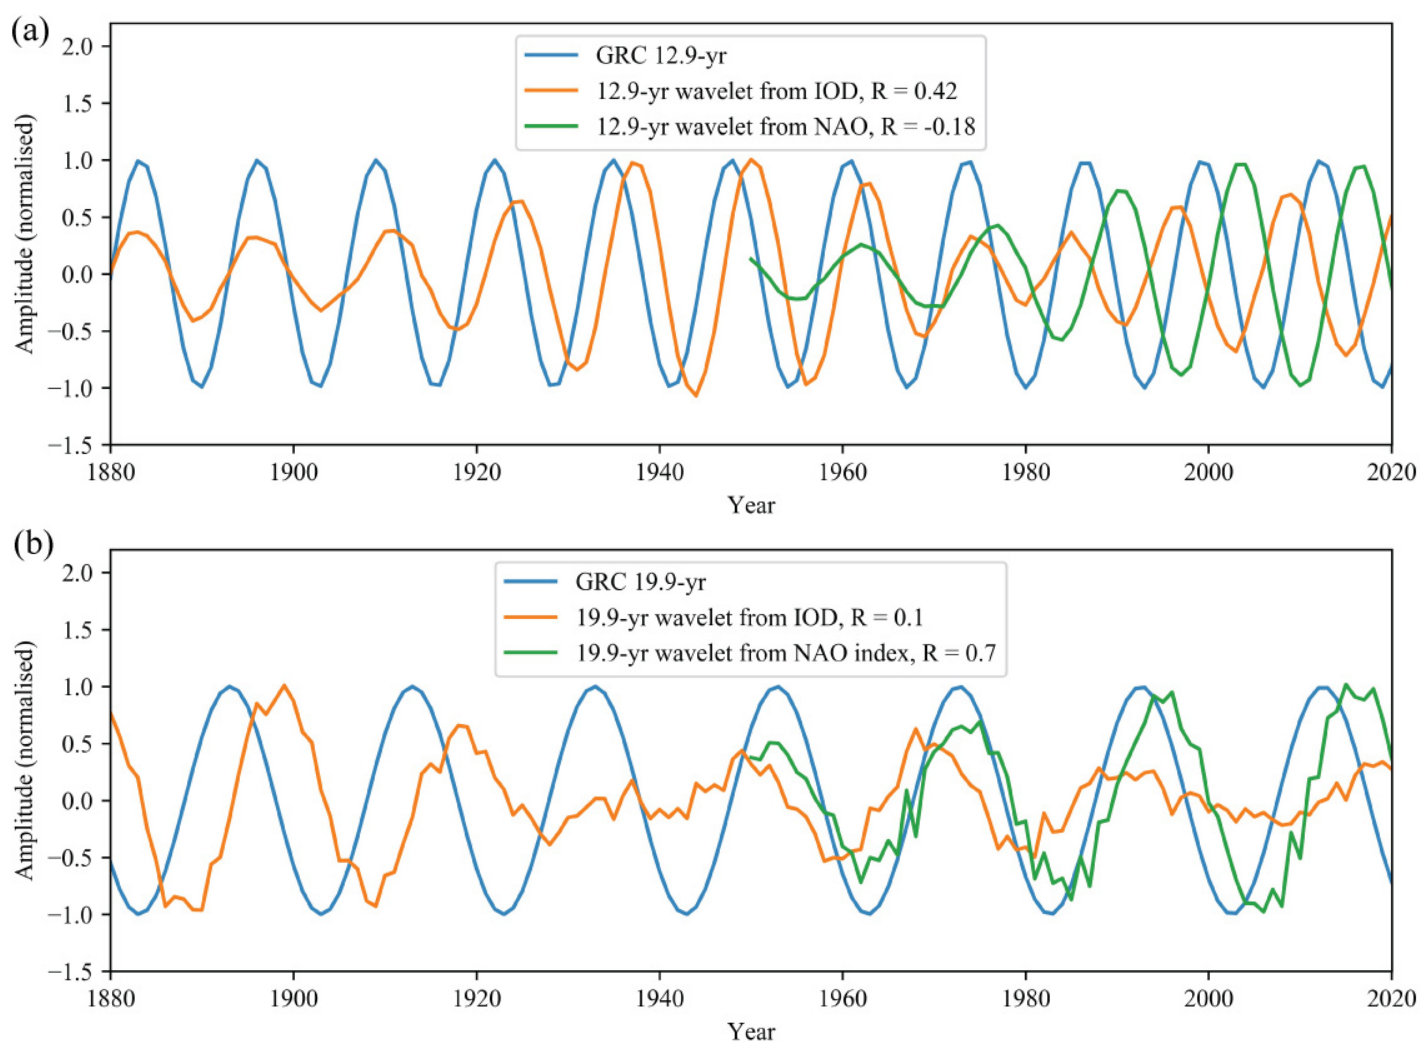 (a)
2.0
1.5
1.0
0.5
0.0
−0.5
−1.0
−1.5
Amplitude (normalised)
GRC 12.9-yr
12.9-yr wavelet from IOD, R = 0.42
12.9-yr wavelet from NAO, R = -0.18
1880 1900 1920 1940 1960 1980 2000 2020
Year
(b)
2.0
1.5
1.0
0.5
0.0
−0.5
−1.0
−1.5
Amplitude (normalised)
GRC 19.9-yr
19.9-yr wavelet from IOD, R = 0.1
19.9-yr wavelet from NAO index, R = 0.7
1880 1900 1920 1940 1960 1980 2000 2020
Year